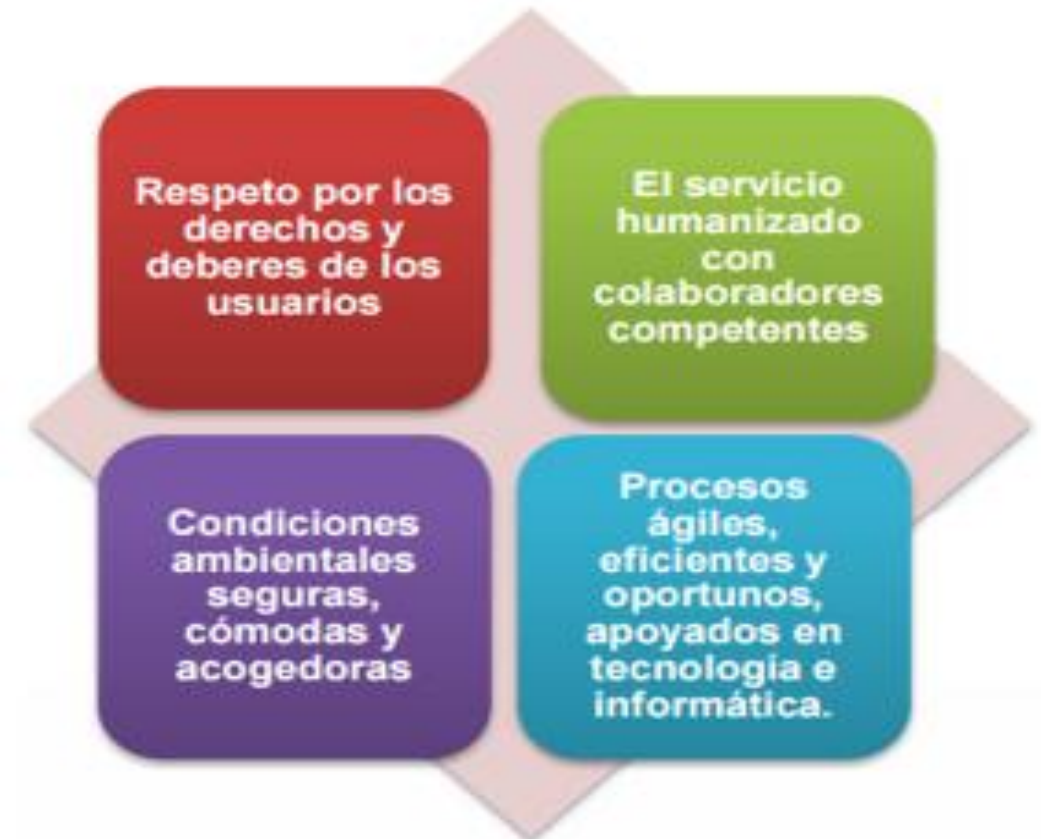 Respeto por los
derechos y
deberes de los
usuarios
El servicio
humanizado
con
colaboradores
competentes
Condiciones
ambientales
seguras,
cómodas y
acogedoras
Procesos
ágiles,
eficientes y
oportunos,
apoyados en
tecnologia e
informática.